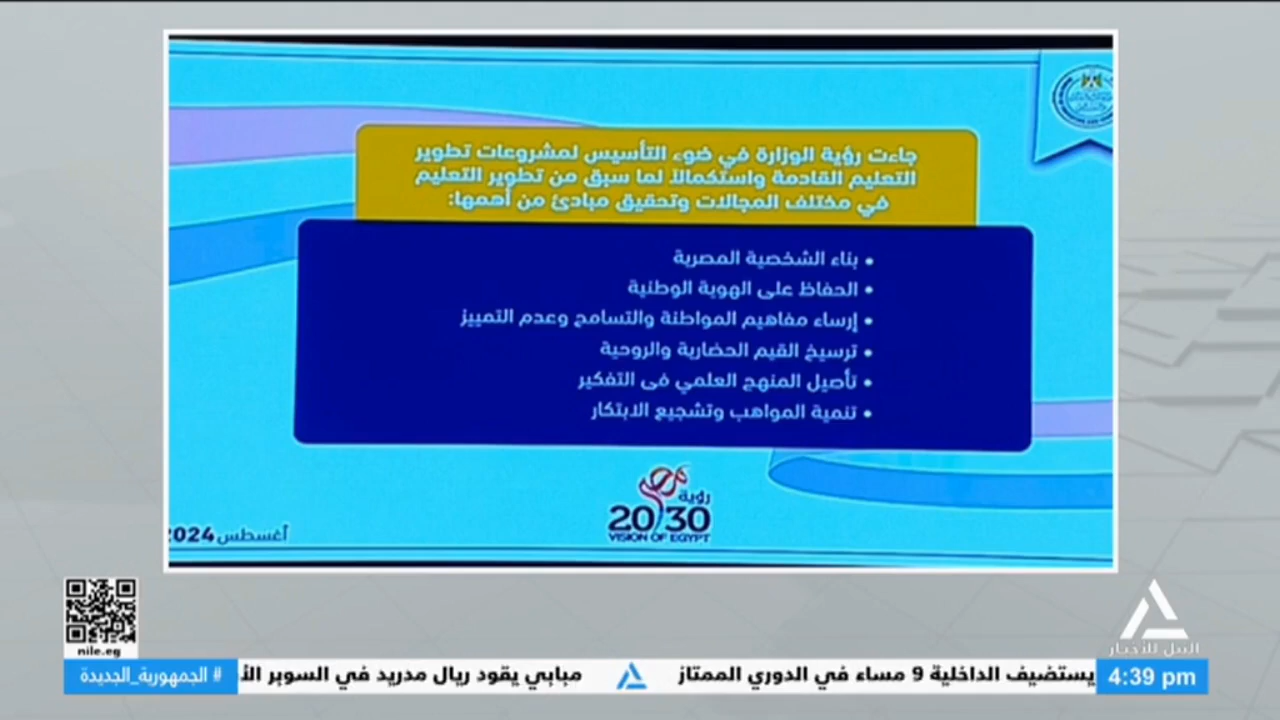 جاءت رؤية الوزارة في ضوء التأسيس لمشروعات تطوير
التعليم القادمة واستكمالاً لما سبق من تطوير التعليم
في مختلف المجالات وتحقيق مبادئ من أهمها:
• بناء الشخصية المصرية
• الحفاظ على الهوية الوطنية
• إرساء مفاهيم المواطنة والتسامح وعدم التمييز
• ترسيخ القيم الحضارية والروحية
• تأصيل المنهج العلمي فى التفكير
• تنمية المواهب وتشجيع الابتكار
رؤية
مصر
2030
VISION OF EGYPT
أغسطس 2024
nile.eg
النيل للأخبار
4:39 pm
يستضيف الداخلية 9 مساء في الدوري الممتاز
مبابي يقود ريال مدريد في السوبر الأ
# الجمهورية_الجديدة